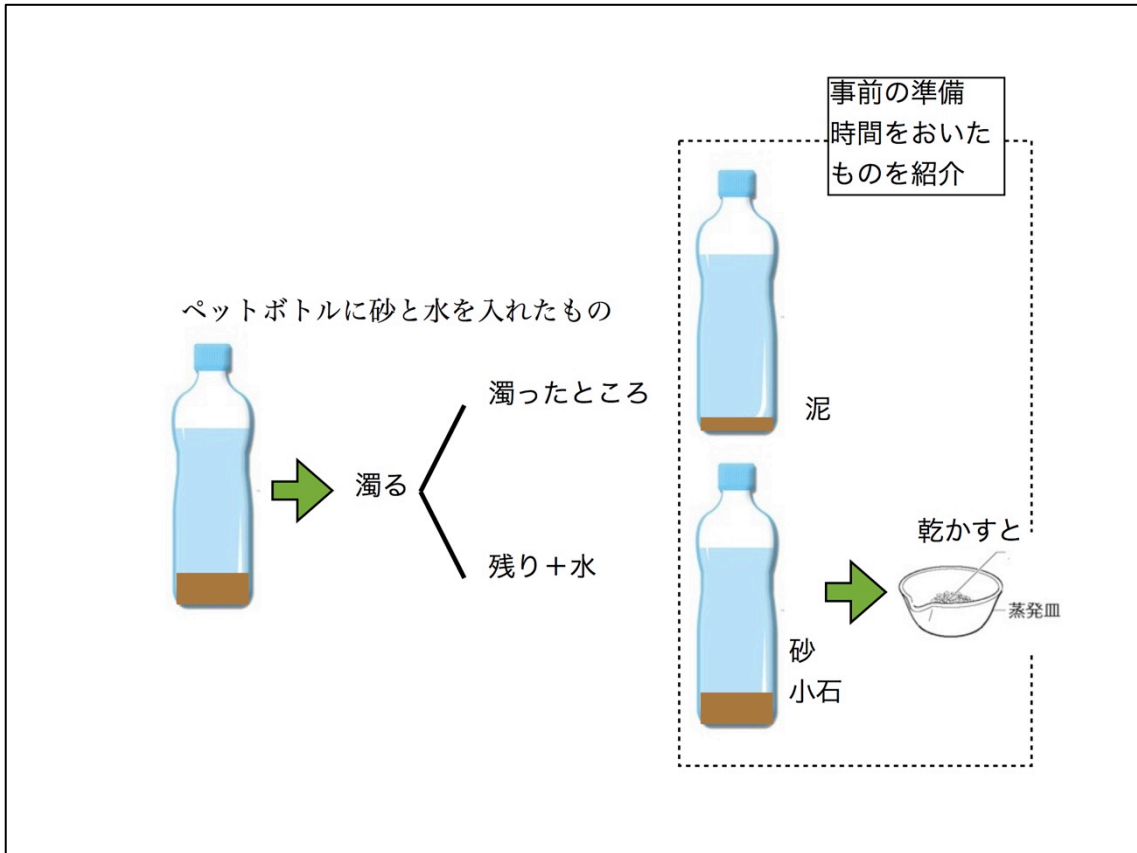 事前の準備
時間をおいた
ものを紹介
ペットボトルに砂と水を入れたもの
濁ったところ
泥
濁る
乾かすと
残り＋水
蒸発皿
砂
小石